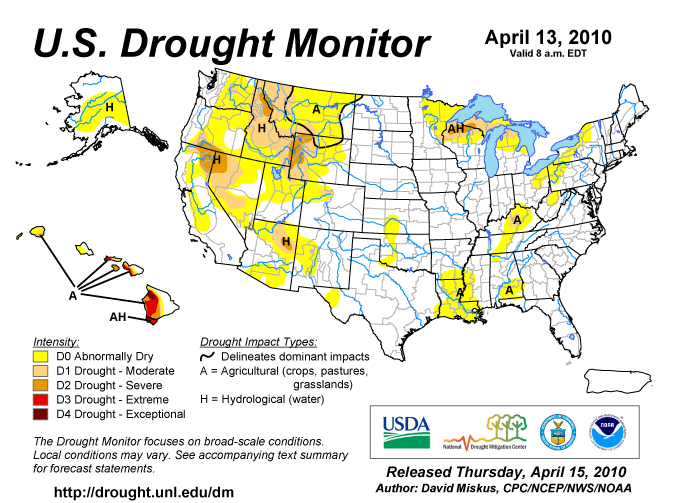 U.S. Drought Monitor
April 13, 2010
Valid 8 a.m. EDT
H
A
H
AH
H
H
A
A
A
A
AH
Intensity:
D0 Abnormally Dry
D1 Drought - Moderate
D2 Drought - Severe
D3 Drought - Extreme
D4 Drought - Exceptional
Drought Impact Types:
Delineates dominant impacts
A = Agricultural (crops, pastures,
grasslands)
H = Hydrological (water)
The Drought Monitor focuses on broad-scale conditions.
Local conditions may vary. See accompanying text summary
for forecast statements.
http://drought.unl.edu/dm
USDA
National Drought Mitigation Center
NOAA
Released Thursday, April 15, 2010
Author: David Miskus, CPC/NCEP/NWS/NOAA